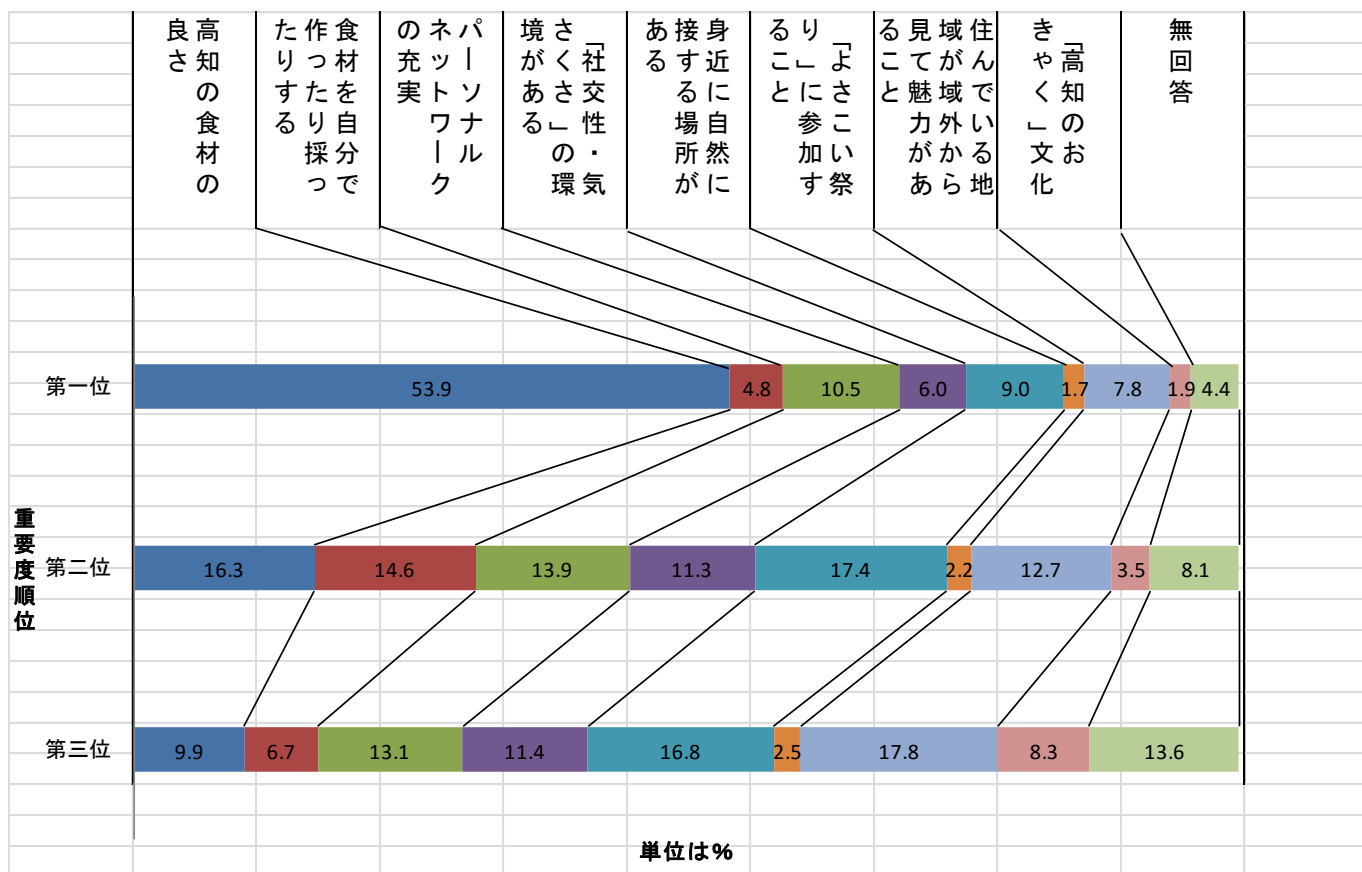 高知の食材の
良さ
食材を自分で
作ったり採っ
たりする
パーソナル
ネットワーク
の充実
「社交性・気
さくさ」の環
境がある
身近に自然に
接する場所が
ある
「よさこい祭
り」に参加す
ること
住んでいる地
域が域外から
見て魅力があ
ること
「高知のお
きゃく」文化
無回答
第一位
53.9
4.8
10.5
6.0
9.0
1.7
7.8
1.9
4.4
重要度順位
第二位
16.3
14.6
13.9
11.3
17.4
2.2
12.7
3.5
8.1
第三位
9.9
6.7
13.1
11.4
16.8
2.5
17.8
8.3
13.6
単位は%